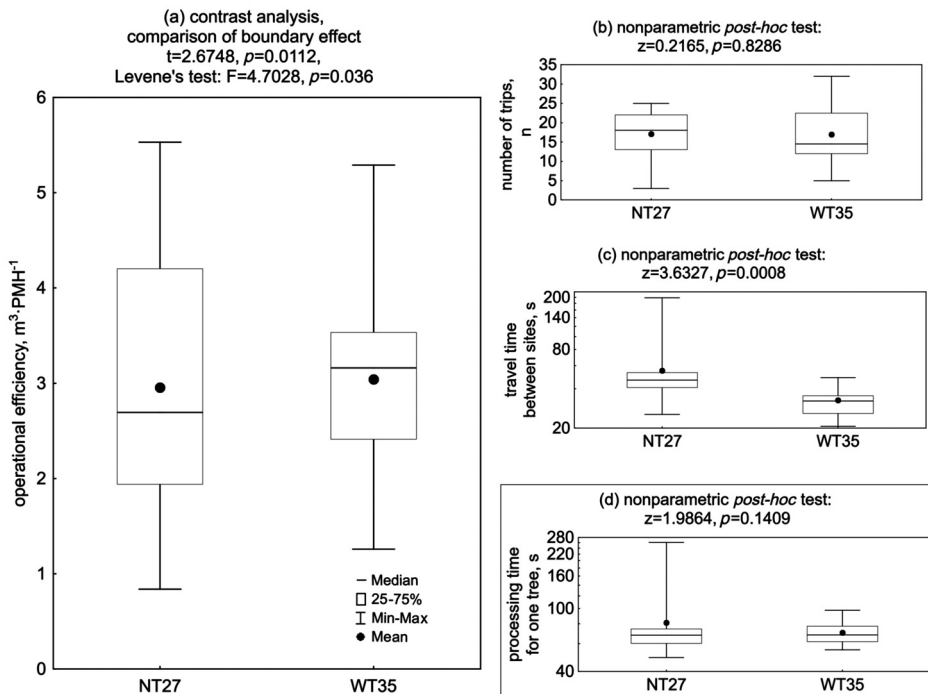 (a) contrast analysis,
comparison of boundary effect
t=2.6748, p=0.0112,
Levene's test: F=4.7028, p=0.036
operational efficiency, m³·PMH⁻¹
6
5
4
3
2
1
0
NT27
WT35
Median
25-75%
Min-Max
Mean
(b) nonparametric post-hoc test:
z=0.2165, p=0.8286
number of trips,
n
35
30
25
20
15
10
5
0
NT27
WT35
(c) nonparametric post-hoc test:
z=3.6327, p=0.0008
travel time
between sites, s
200
140
80
20
NT27
WT35
(d) nonparametric post-hoc test:
z=1.9864, p=0.1409
processing time
for one tree, s
280
220
160
100
40
NT27
WT35